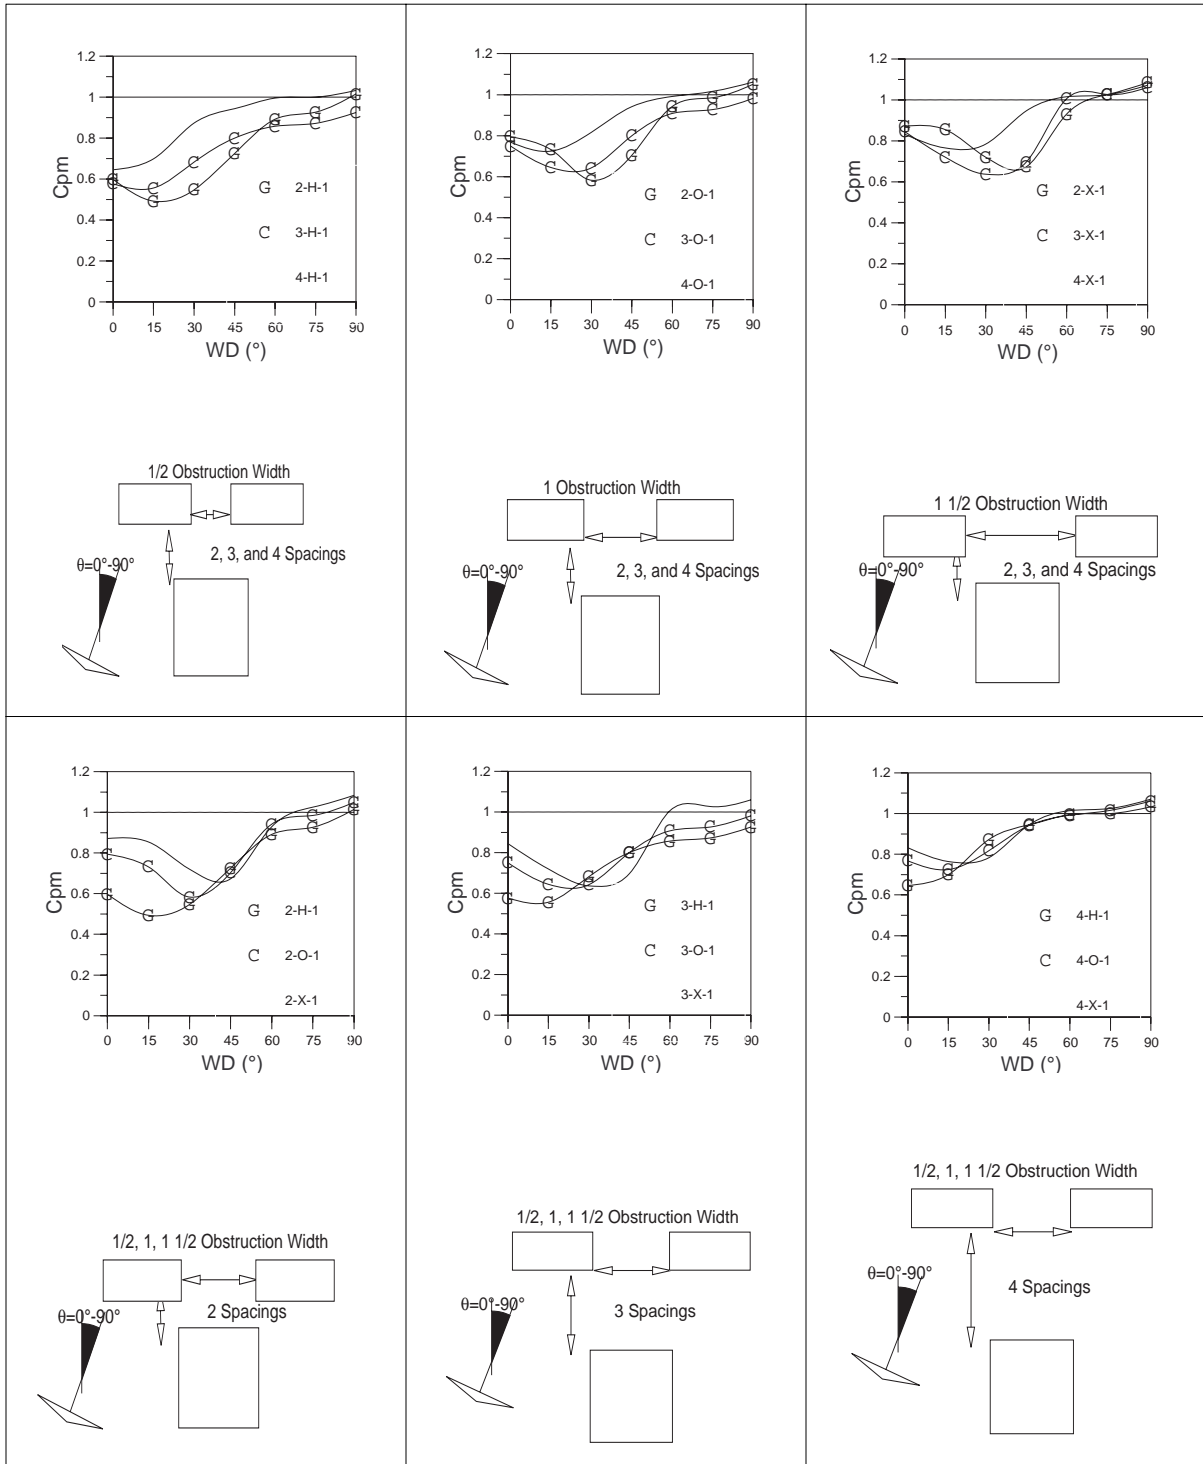 1.2
1
0.8
0.6
0.4
0.2
0
Cpm
G 2-H-1
C 3-H-1
4-H-1
0 15 30 45 60 75 90
WD (°)
1/2 Obstruction Width
2, 3, and 4 Spacings
θ=0°-90°
1.2
1
0.8
0.6
0.4
0.2
0
Cpm
G 2-O-1
C 3-O-1
4-O-1
0 15 30 45 60 75 90
WD (°)
1 Obstruction Width
2, 3, and 4 Spacings
θ=0°-90°
1.2
1
0.8
0.6
0.4
0.2
0
Cpm
G 2-X-1
C 3-X-1
4-X-1
0 15 30 45 60 75 90
WD (°)
1 1/2 Obstruction Width
2, 3, and 4 Spacings
θ=0°-90°
1.2
1
0.8
0.6
0.4
0.2
0
Cpm
G 2-H-1
C 2-O-1
2-X-1
0 15 30 45 60 75 90
WD (°)
1/2, 1, 1 1/2 Obstruction Width
2 Spacings
θ=0°-90°
1.2
1
0.8
0.6
0.4
0.2
0
Cpm
G 3-H-1
C 3-O-1
3-X-1
0 15 30 45 60 75 90
WD (°)
1/2, 1, 1 1/2 Obstruction Width
3 Spacings
θ=0°-90°
1.2
1
0.8
0.6
0.4
0.2
0
Cpm
G 4-H-1
C 4-O-1
4-X-1
0 15 30 45 60 75 90
WD (°)
1/2, 1, 1 1/2 Obstruction Width
4 Spacings
θ=0°-90°